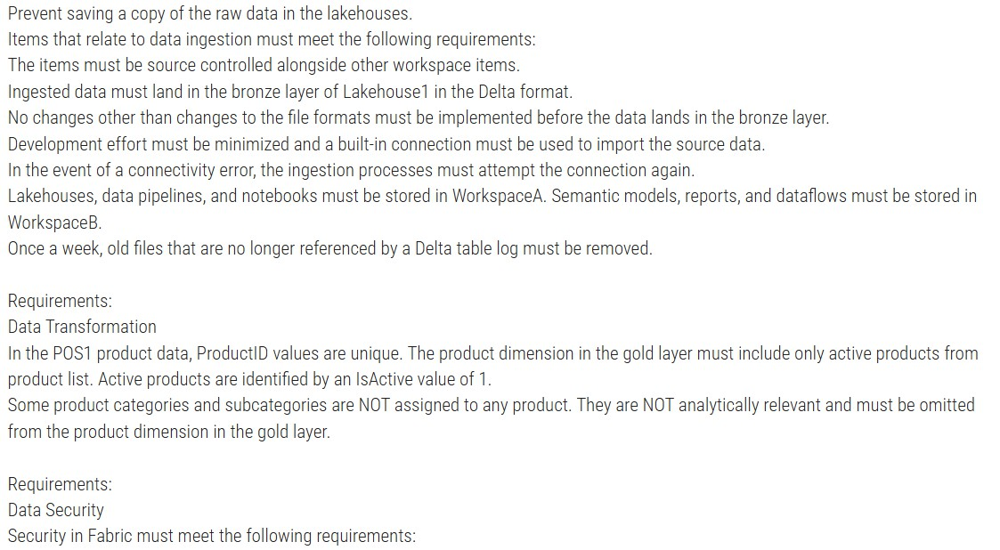 Prevent saving a copy of the raw data in the lakehouses.
Items that relate to data ingestion must meet the following requirements:
The items must be source controlled alongside other workspace items.
Ingested data must land in the bronze layer of Lakehouse1 in the Delta format.
No changes other than changes to the file formats must be implemented before the data lands in the bronze layer.
Development effort must be minimized and a built-in connection must be used to import the source data.
In the event of a connectivity error, the ingestion processes must attempt the connection again.
Lakehouses, data pipelines, and notebooks must be stored in WorkspaceA. Semantic models, reports, and dataflows must be stored in
WorkspaceB.
Once a week, old files that are no longer referenced by a Delta table log must be removed.
Requirements:
Data Transformation
In the POS1 product data, ProductID values are unique. The product dimension in the gold layer must include only active products from
product list. Active products are identified by an IsActive value of 1.
Some product categories and subcategories are NOT assigned to any product. They are NOT analytically relevant and must be omitted
from the product dimension in the gold layer.
Requirements:
Data Security
Security in Fabric must meet the following requirements: